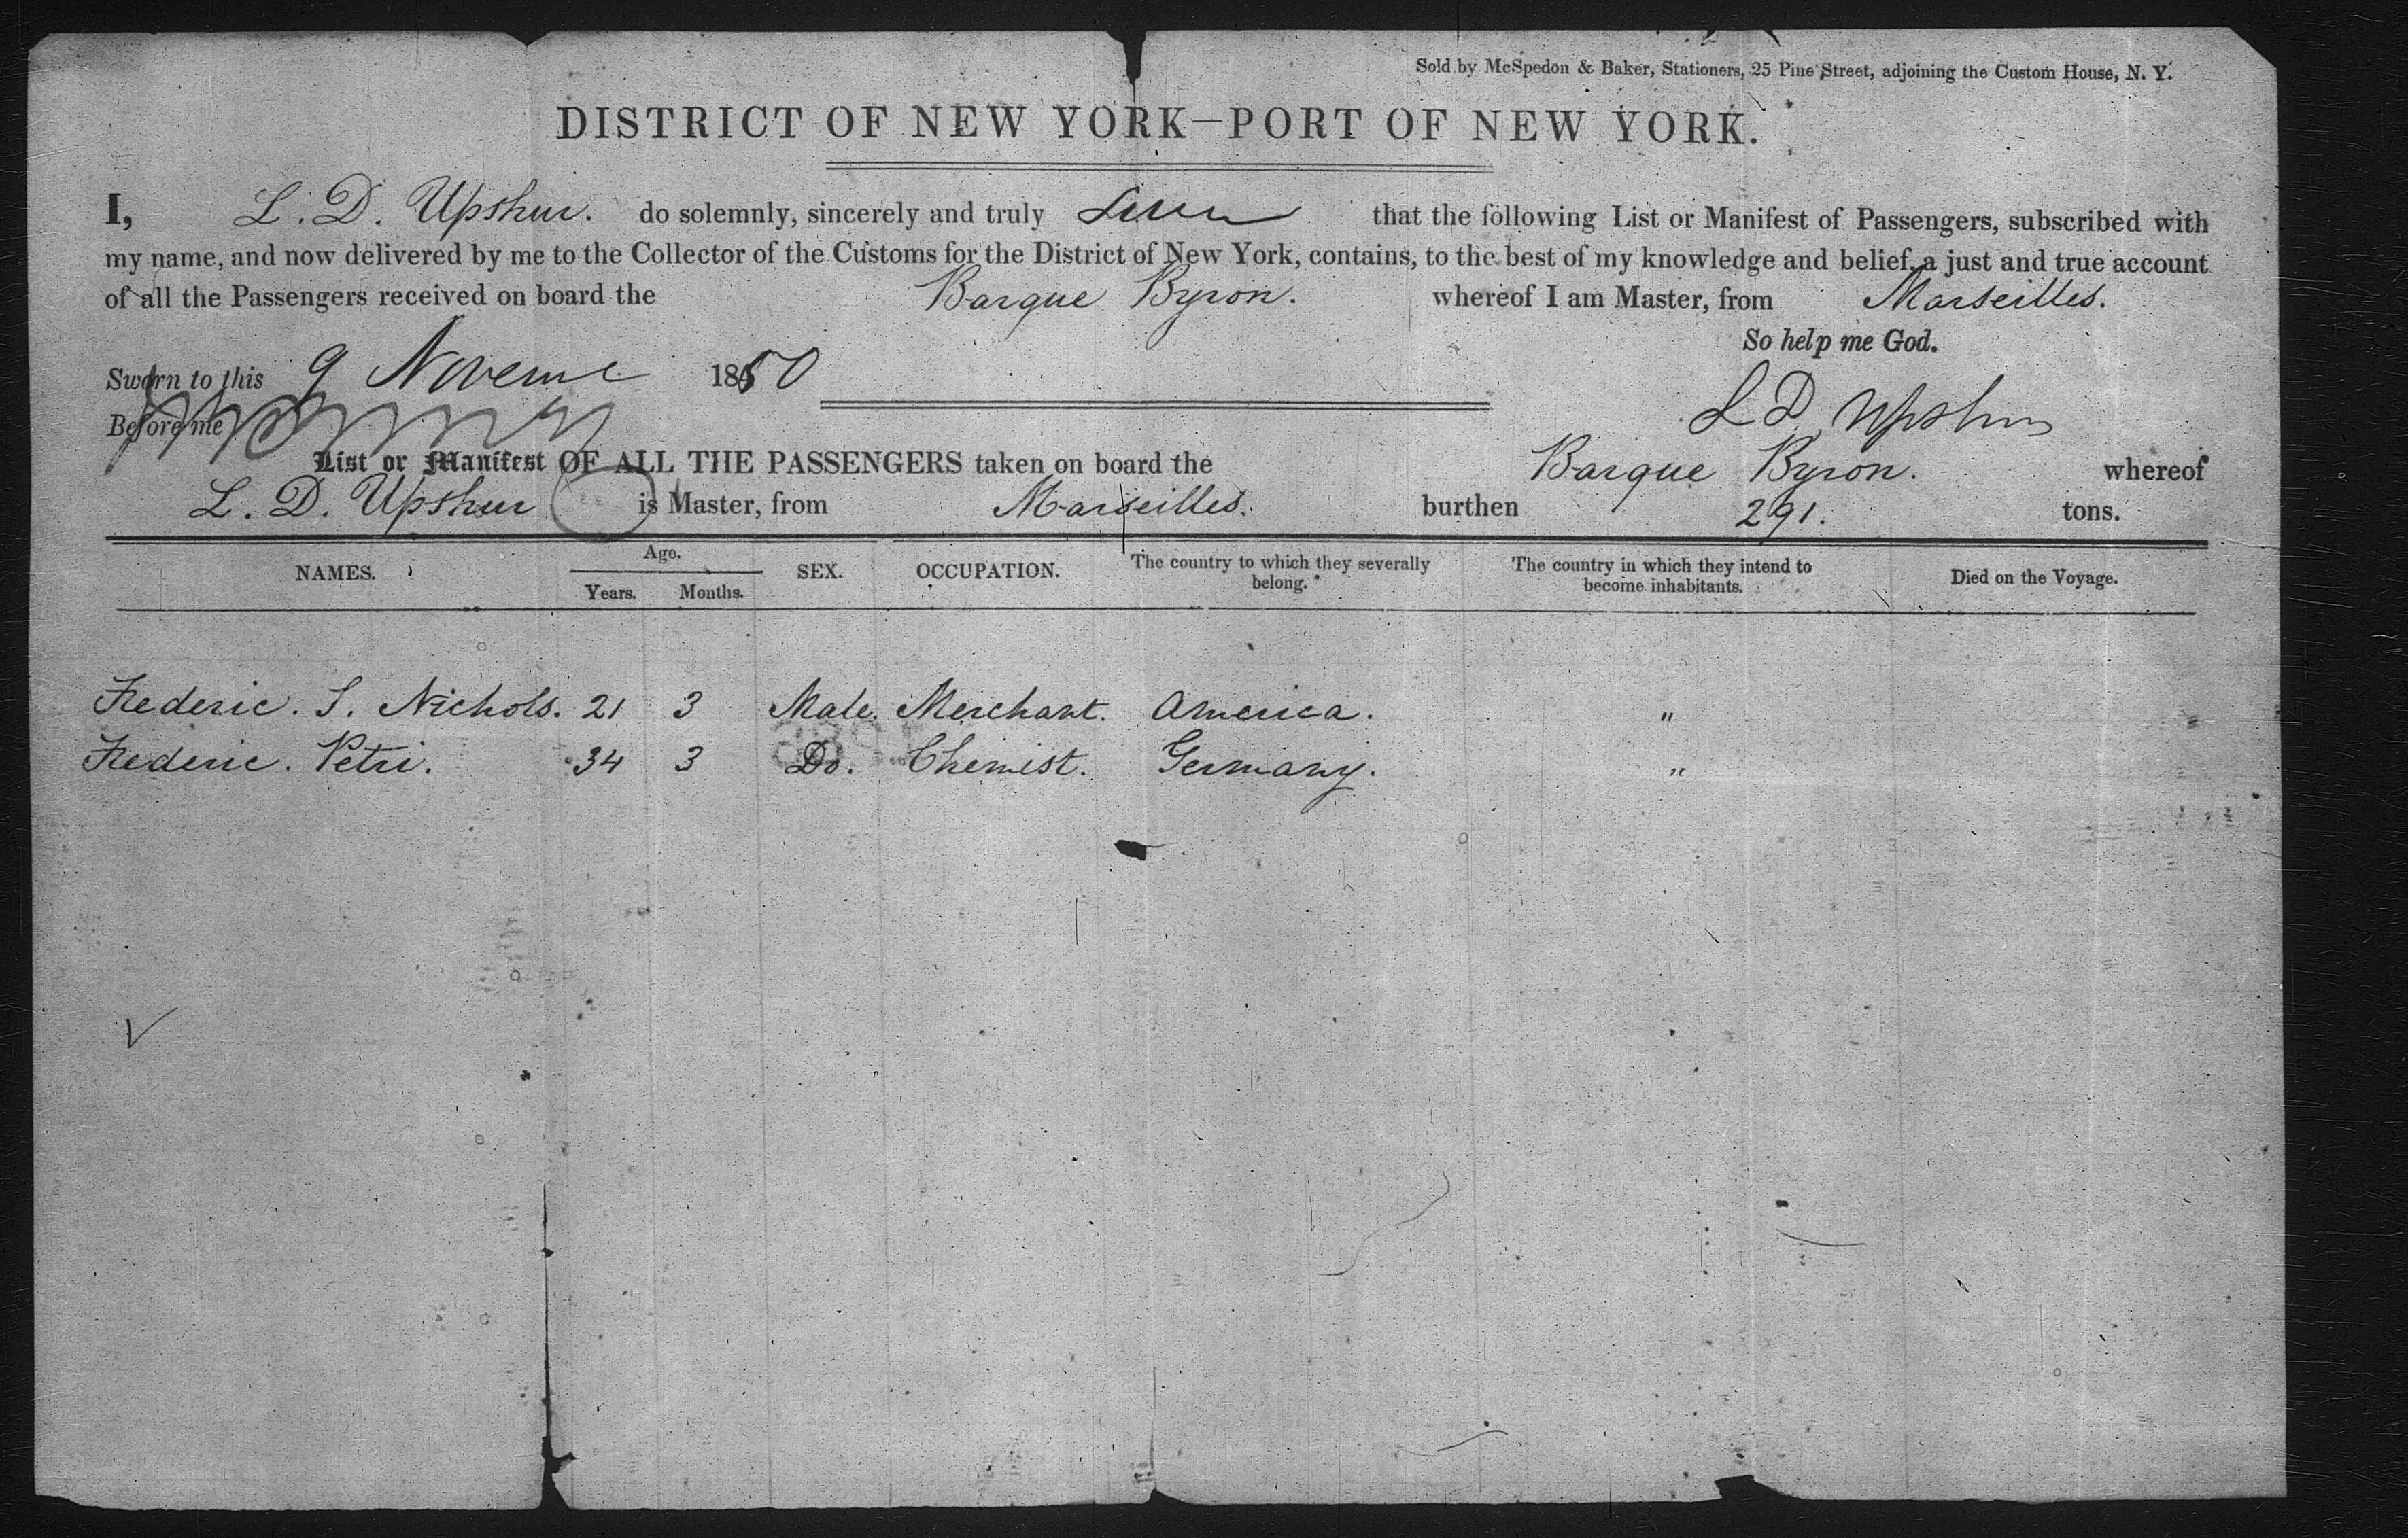 Sold by McSpedon & Baker, Stationers, 25 Pine Street, adjoining the Custom House, N. Y.
DISTRICT OF NEW YORK—PORT OF NEW YORK.
I, L. D. Upshur. do solemnly, sincerely and truly that the following List or Manifest of Passengers, subscribed with
my name, and now delivered by me to the Collector of the Customs for the District of New York, contains, to the best of my knowledge and belief, a just and true account
of all the Passengers received on board the Barque Byron. whereof I am Master, from Marseilles.
So help me God.
Sworn to this 9 1850
Before me L D Upshur
List or Manifest OF ALL THE PASSENGERS taken on board the Barque Byron. whereof
L. D. Upshur is Master, from Marseilles. burthen 291. tons.
NAMES. Age. Years. Months. SEX. OCCUPATION. The country to which they severally belong. The country in which they intend to become inhabitants. Died on the Voyage.
Frederic. S. Nichols. 21 3 Male. Merchant. America. "
Frederic. Petri. 34 3 Do. Chemist. Germany. "